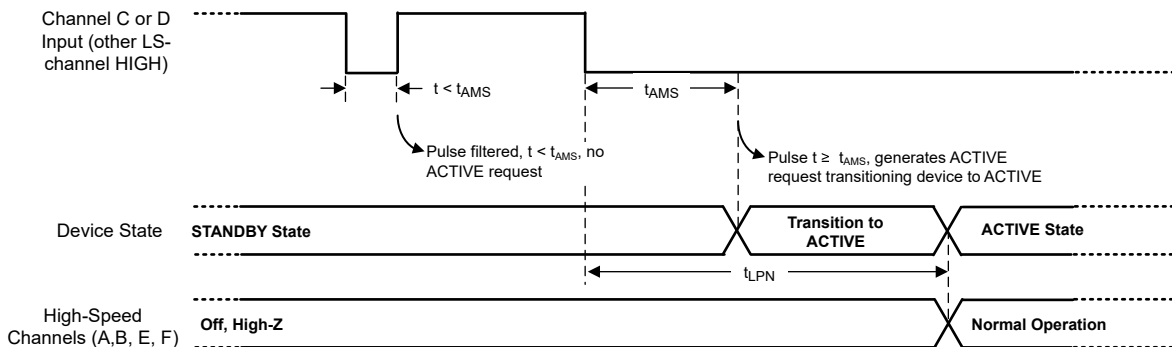 Channel C or D
Input (other LS-
channel HIGH)
t < tAMS
tAMS
Pulse filtered, t < tAMS, no
ACTIVE request
Pulse t ≥ tAMS, generates ACTIVE
request transitioning device to ACTIVE
Device State
STANDBY State
Transition to
ACTIVE
ACTIVE State
tLPN
High-Speed
Channels (A,B, E, F)
Off, High-Z
Normal Operation